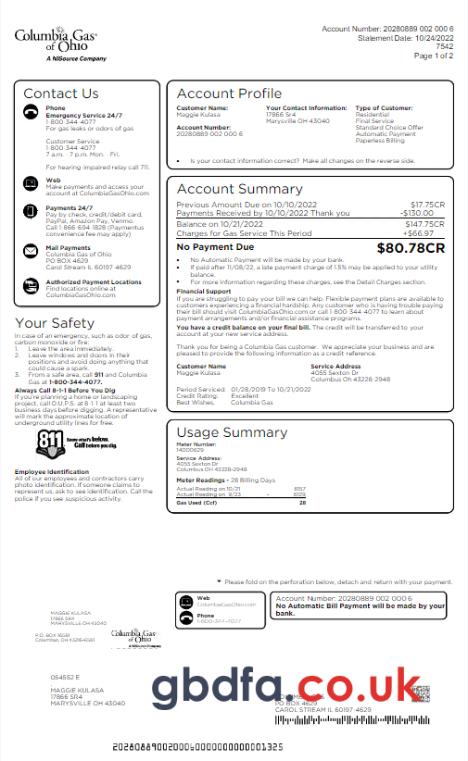 Columbia Gas
of Ohio
A NiSource Company
Account Number: 20280889 002 000 6
Statement Date: 10/24/2022
7542
Page 1 of 2
Contact Us
Phone
Emergency Service 24/7
1-800 344 4077
For gas leaks or odors of gas
Customer Service
1-800 344 4077
7 a.m. - 7 p.m. Mon. - Fri.
For hearing impaired relay call 711.
Web
Make payments and access your
account at ColumbiaGasOhio.com
Payments 24/7
Pay by check, credit/debit card,
PayPal, Amazon Pay, Venmo.
Call 1-866 694 1828 (Paymentus
convenience fee may apply)
Mail Payments
Columbia Gas of Ohio
PO BOX 4629
Carol Stream IL 60197 4629
Authorized Payment Locations
Find locations online at
ColumbiaGasOhio.com.
Your Safety
In case of an emergency, such as odor of gas,
carbon monoxide or fire:
1. Leave the area immediately.
2. Leave windows and doors in their
positions and avoid doing anything that
could cause a spark.
3. From a safe area, call 911 and Columbia
Gas at 1-800-344-4077.
Always Call 8-1-1 Before You Dig
If you're planning a home or landscaping
project, call O.U.P.S. at 8 1 1 at least two
business days before digging. A representative
will mark the approximate location of
underground utility lines for free.
811 Know what's below.
Call before you dig.
Employee Identification
All of our employees and contractors carry
photo identification. If someone claims to
represent us, ask to see identification. Call the
police if you see suspicious activity.
Account Profile
Customer Name:
Maggie Kulasa
Account Number:
20280889 002 000 6
Your Contact Information:
17866 Sr4
Marysville OH 43040
Type of Customer:
Residential
Final Service
Standard Choice Offer
Automatic Payment
Paperless Billing
• Is your contact information correct? Make all changes on the reverse side.
Account Summary
Previous Amount Due on 10/10/2022 $17.75CR
Payments Received by 10/10/2022 Thank you -$130.00
Balance on 10/21/2022 $147.75CR
Charges for Gas Service This Period +$66.97
No Payment Due $80.78CR
• No Automatic Payment will be made by your bank.
• If paid after 11/08/22, a late payment charge of 1.5% may be applied to your utility
balance.
• For more information regarding these charges, see the Detail Charges section.
Financial Support
If you are struggling to pay your bill we can help. Flexible payment plans are available to
customers experiencing a financial hardship. Any customer who is having trouble paying
their bill should visit ColumbiaGasOhio.com or call 1 800 344 4077 to learn about
payment arrangements and/or financial assistance programs.
You have a credit balance on your final bill. The credit will be transferred to your
account at your new service address.
Thank you for being a Columbia Gas customer. We appreciate your business and are
pleased to provide the following information as a credit reference.
Customer Name
Maggie Kulasa
Service Address
4055 Sexton Dr
Columbus OH 43228-2948
Period Serviced: 01/28/2019 To 10/21/2022
Credit Rating: Excellent
Best Wishes, Columbia Gas
Usage Summary
Meter Number:
14000629
Service Address:
4053 Sexton Dr
Columbus OH 43228-2948
Meter Readings - 28 Billing Days
Actual Reading on 10/21 8157
Actual Reading on 9/23 - 8129
Gas Used (Ccf) 28
▼ Please fold on the perforation below, detach and return with your payment.
MAGGIE KULASA
17866 SR4
MARYSVILLE OH 43040
Columbia Gas
of Ohio
Web
ColumbiaGasOhio.com
Phone
1-800-344-4077
Account Number: 20280889 002 000 6
No Automatic Bill Payment will be made by your
bank.
054552 E
MAGGIE KULASA
17866 SR4
MARYSVILLE OH 43040
gbdfa.co.uk
PO BOX 4629
CAROL STREAM IL 60197-4629